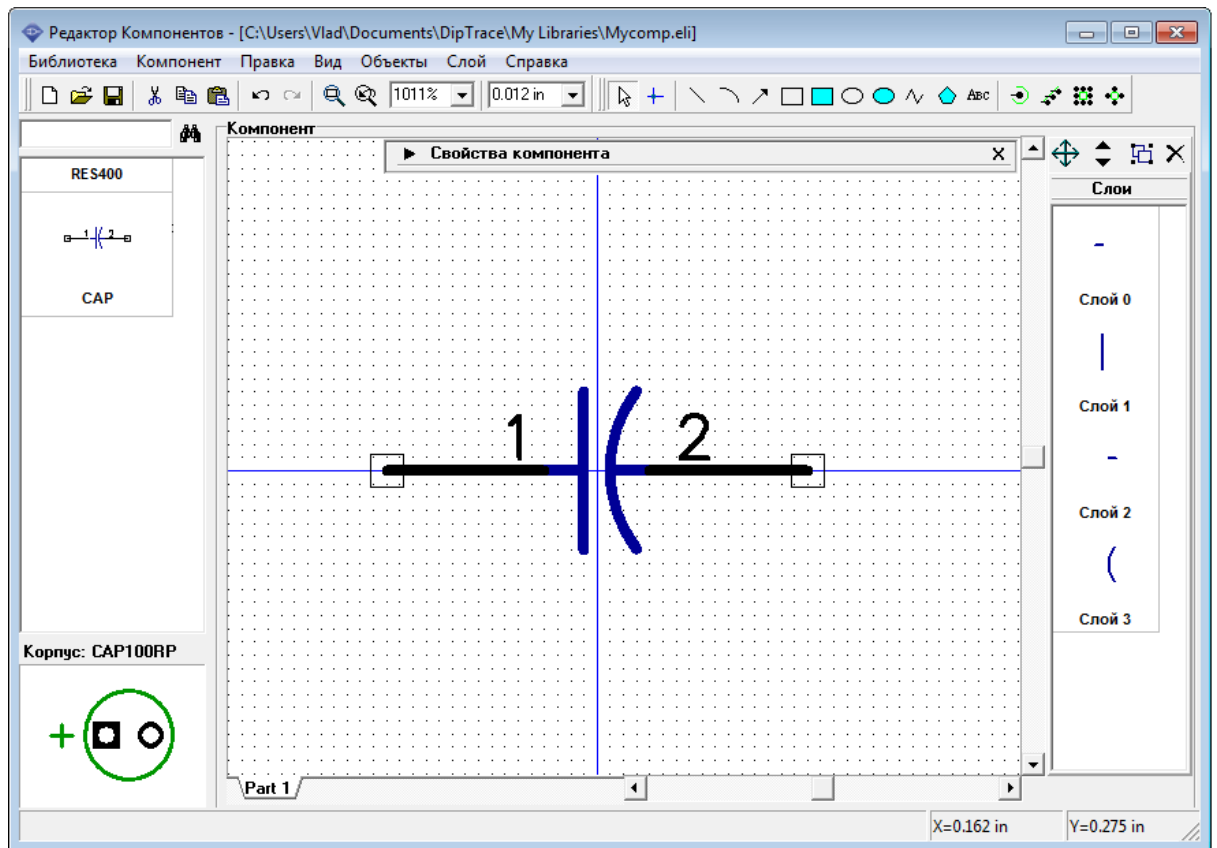 Редактор Компонентов - [C:\Users\Vlad\Documents\DipTrace\My Libraries\Mycomp.eli]
Библиотека Компонент Правка Вид Объекты Слой Справка
1011% 0.012 in ABC
Компонент
Свойства компонента X
RES400
Слои
1 2
CAP
Слой 0
Слой 1
1 2
Слой 2
Слой 3
Корпус: CAP100RP
Part 1
X=0.162 in Y=0.275 in